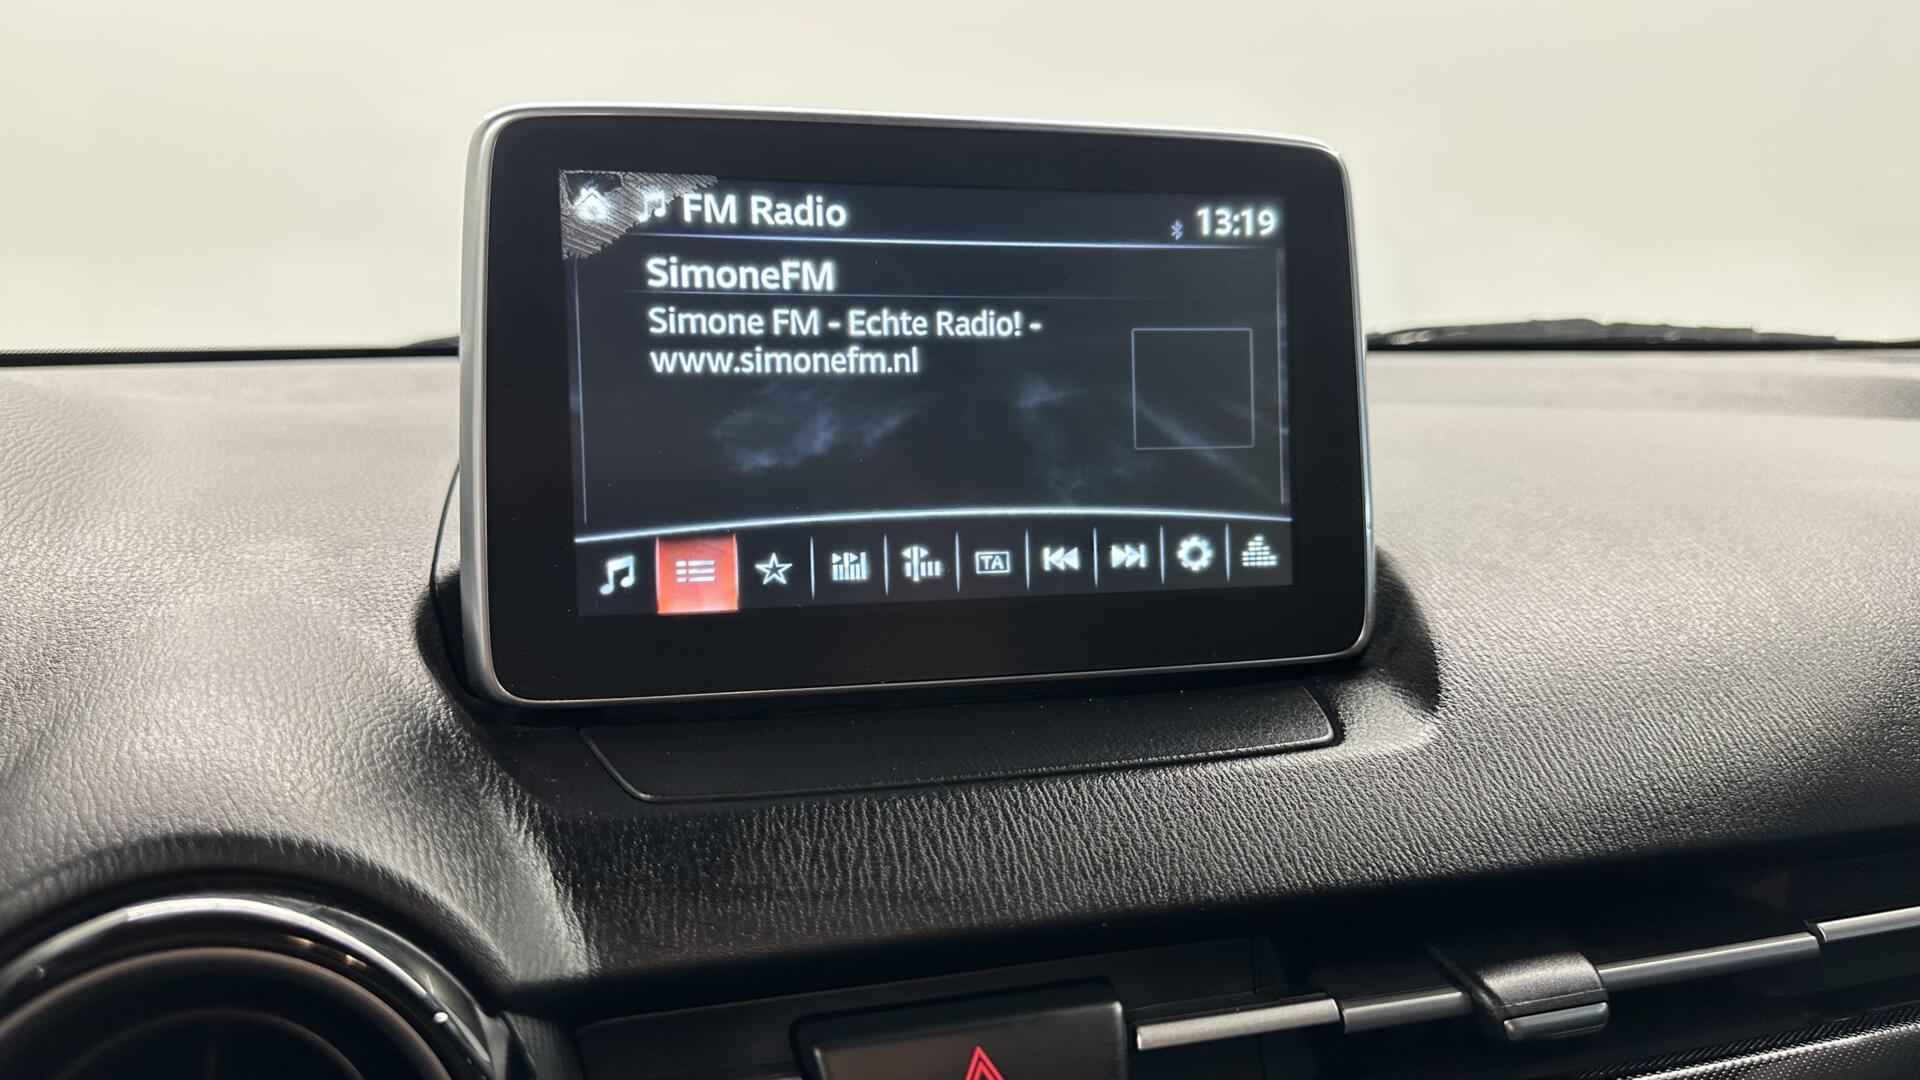 FM Radio
13:19
SimoneFM
Simone FM - Echte Radio! -
www.simonefm.nl
TA